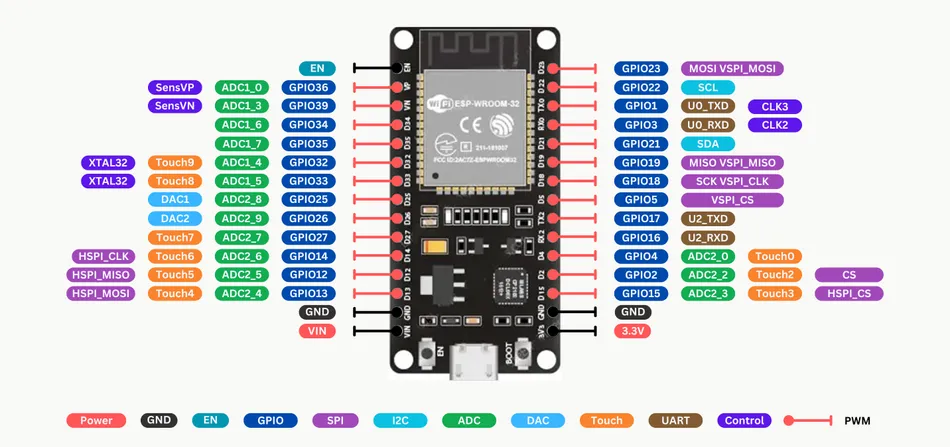 EN EN D23 GPIO23 MOSI VSPI_MOSI
SensVP ADC1_0 GPIO36 VP D22 GPIO22 SCL
SensVN ADC1_3 GPIO39 VN TX0 GPIO1 U0_TXD CLK3
ADC1_6 GPIO34 D34 RX0 GPIO3 U0_RXD CLK2
ADC1_7 GPIO35 D35 D21 GPIO21 SDA
XTAL32 Touch9 ADC1_4 GPIO32 D32 D19 GPIO19 MISO VSPI_MISO
XTAL32 Touch8 ADC1_5 GPIO33 D33 D18 GPIO18 SCK VSPI_CLK
DAC1 ADC2_8 GPIO25 D25 D5 GPIO5 VSPI_CS
DAC2 ADC2_9 GPIO26 D26 TX2 GPIO17 U2_TXD
Touch7 ADC2_7 GPIO27 D27 RX2 GPIO16 U2_RXD
HSPI_CLK Touch6 ADC2_6 GPIO14 D14 D4 GPIO4 ADC2_0 Touch0
HSPI_MISO Touch5 ADC2_5 GPIO12 D12 D2 GPIO2 ADC2_2 Touch2 CS
HSPI_MOSI Touch4 ADC2_4 GPIO13 D13 D15 GPIO15 ADC2_3 Touch3 HSPI_CS
GND GND GND GND
VIN VIN 3V3 3.3V
WiFi ESP-WROOM-32
CE
R 211-161007
FCC ID:2AC7Z-ESPWROOM32
EN BOOT
Power GND EN GPIO SPI I2C ADC DAC Touch UART Control PWM